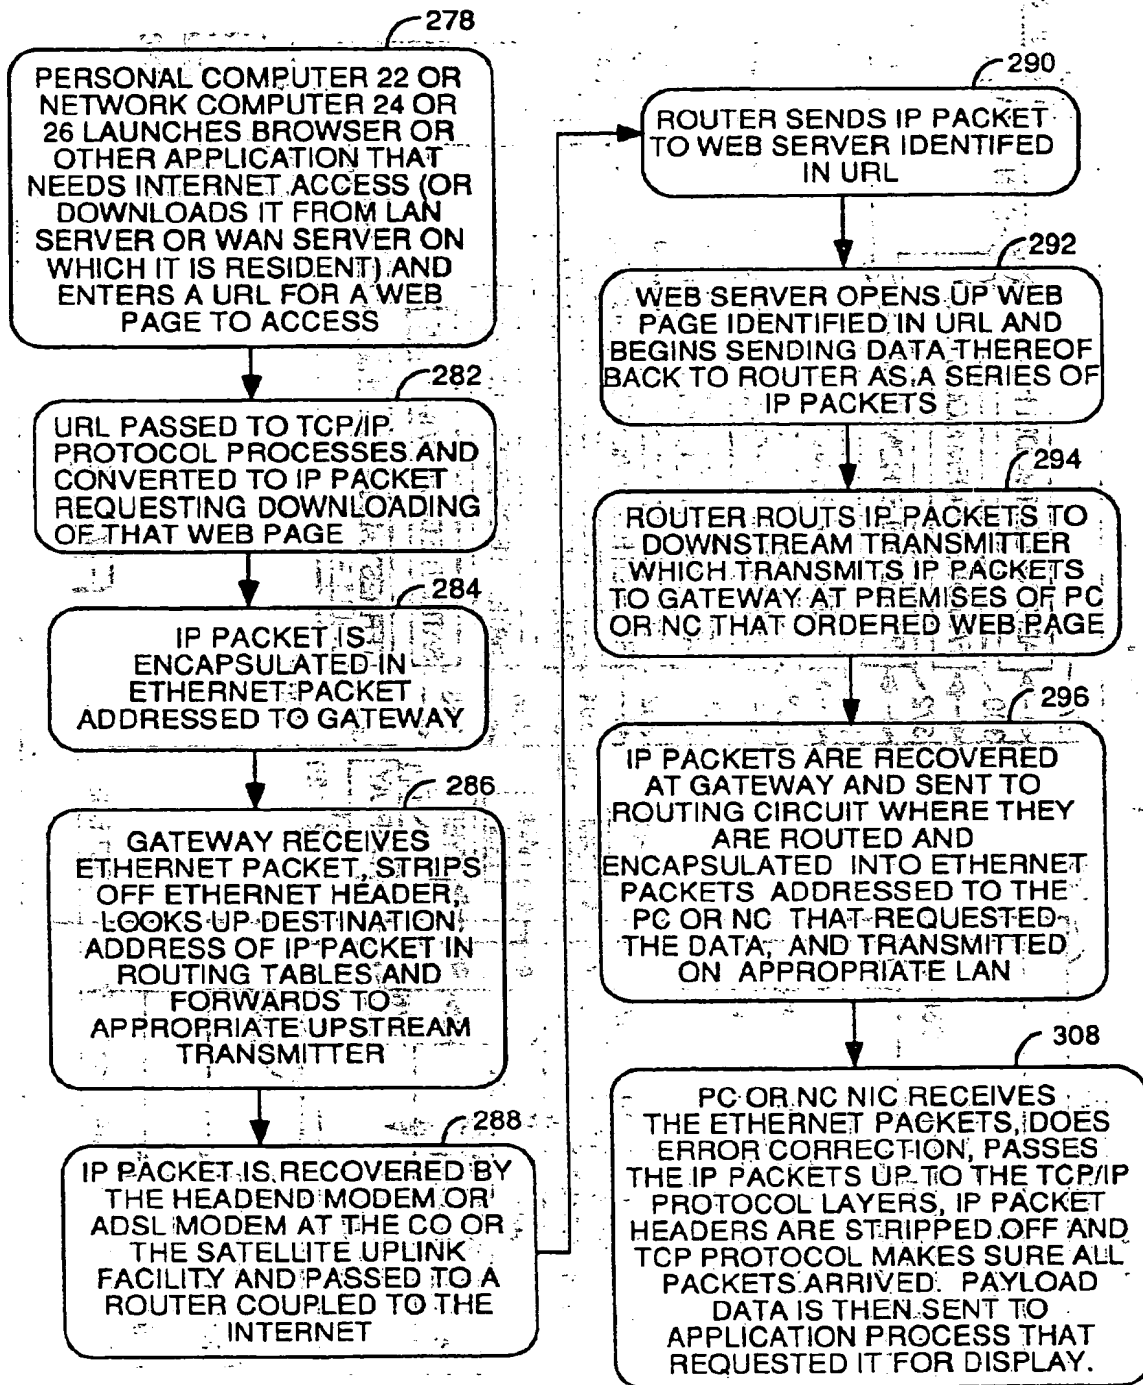 278
PERSONAL COMPUTER 22 OR
NETWORK COMPUTER 24 OR
26 LAUNCHES BROWSER OR
OTHER APPLICATION THAT
NEEDS INTERNET ACCESS (OR
DOWNLOADS IT FROM LAN
SERVER OR WAN SERVER ON
WHICH IT IS RESIDENT) AND
ENTERS A URL FOR A WEB
PAGE TO ACCESS
282
URL PASSED TO TCP/IP
PROTOCOL PROCESSES AND
CONVERTED TO IP PACKET
REQUESTING DOWNLOADING
OF THAT WEB PAGE
284
IP PACKET IS
ENCAPSULATED IN
ETHERNET PACKET
ADDRESSED TO GATEWAY
286
GATEWAY RECEIVES
ETHERNET PACKET, STRIPS
OFF ETHERNET HEADER,
LOOKS UP DESTINATION
ADDRESS OF IP PACKET IN
ROUTING TABLES AND
FORWARDS TO
APPROPRIATE UPSTREAM
TRANSMITTER
288
IP PACKET IS RECOVERED BY
THE HEADEND MODEM OR
ADSL MODEM AT THE CO OR
THE SATELLITE UPLINK
FACILITY AND PASSED TO A
ROUTER COUPLED TO THE
INTERNET
290
ROUTER SENDS IP PACKET
TO WEB SERVER IDENTIFED
IN URL
292
WEB SERVER OPENS UP WEB
PAGE IDENTIFIED IN URL AND
BEGINS SENDING DATA THEREOF
BACK TO ROUTER AS A SERIES OF
IP PACKETS
294
ROUTER ROUTS IP PACKETS TO
DOWNSTREAM TRANSMITTER
WHICH TRANSMITS IP PACKETS
TO GATEWAY AT PREMISES OF PC
OR NC THAT ORDERED WEB PAGE
296
IP PACKETS ARE RECOVERED
AT GATEWAY AND SENT TO
ROUTING CIRCUIT WHERE THEY
ARE ROUTED AND
ENCAPSULATED INTO ETHERNET
PACKETS ADDRESSED TO THE
PC OR NC THAT REQUESTED
THE DATA, AND TRANSMITTED
ON APPROPRIATE LAN
308
PC OR NC NIC RECEIVES
THE ETHERNET PACKETS, DOES
ERROR CORRECTION, PASSES
THE IP PACKETS UP TO THE TCP/IP
PROTOCOL LAYERS, IP PACKET
HEADERS ARE STRIPPED OFF AND
TCP PROTOCOL MAKES SURE ALL
PACKETS ARRIVED. PAYLOAD
DATA IS THEN SENT TO
APPLICATION PROCESS THAT
REQUESTED IT FOR DISPLAY.